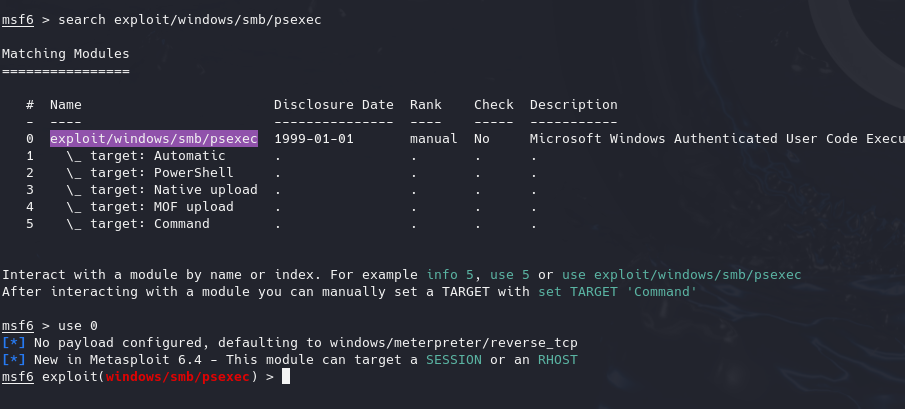 msf6 > search exploit/windows/smb/psexec
Matching Modules
================
#  Name                            Disclosure Date  Rank    Check  Description
-  ----                            ---------------  ----    -----  -----------
0  exploit/windows/smb/psexec  1999-01-01       manual  No     Microsoft Windows Authenticated User Code Execu
1    \_ target: Automatic      .                .       .      .
2    \_ target: PowerShell     .                .       .      .
3    \_ target: Native upload  .                .       .      .
4    \_ target: MOF upload     .                .       .      .
5    \_ target: Command        .                .       .      .
Interact with a module by name or index. For example info 5, use 5 or use exploit/windows/smb/psexec
After interacting with a module you can manually set a TARGET with set TARGET 'Command'
msf6 > use 0
[*] No payload configured, defaulting to windows/meterpreter/reverse_tcp
[*] New in Metasploit 6.4 - This module can target a SESSION or an RHOST
msf6 exploit(windows/smb/psexec) >